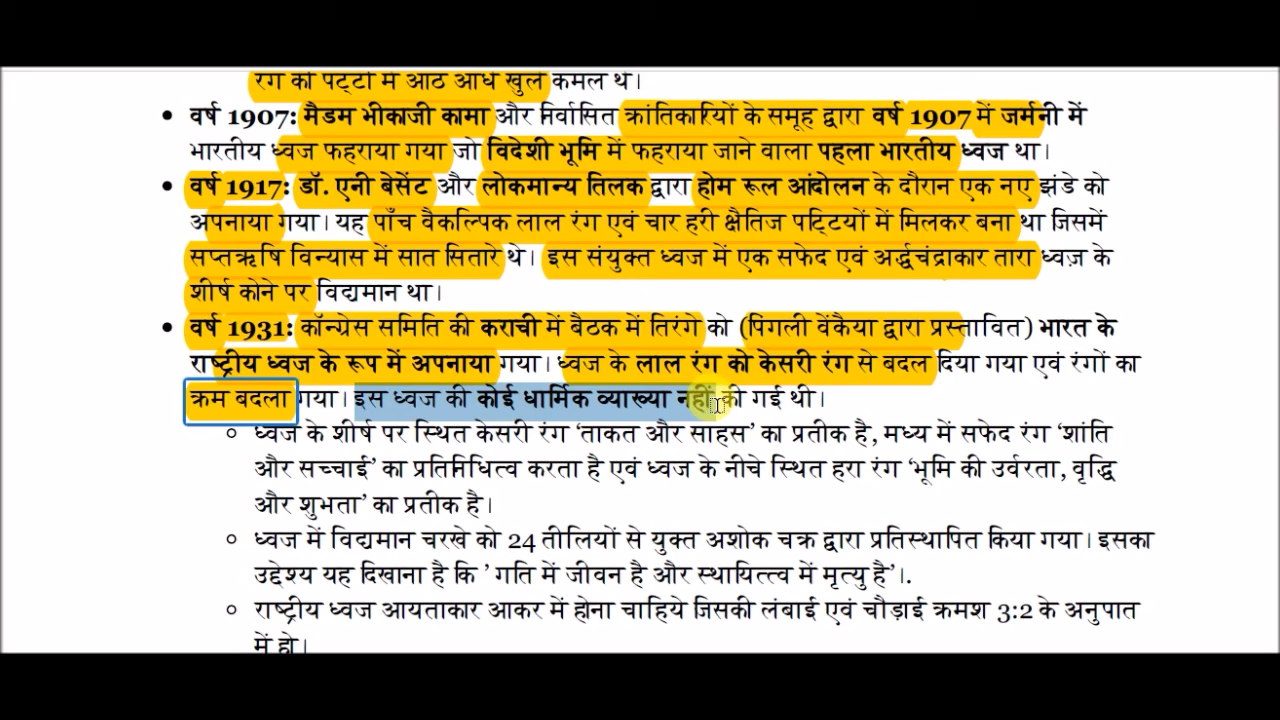 रंग की पट्टी में आठ आधे खुले कमल थे।
वर्ष 1907: मैडम भीकाजी कामा और निर्वासित क्रांतिकारियों के समूह द्वारा वर्ष 1907 में जर्मनी में
भारतीय ध्वज फहराया गया जो विदेशी भूमि में फहराया जाने वाला पहला भारतीय ध्वज था।
वर्ष 1917: डॉ. एनी बेसेंट और लोकमान्य तिलक द्वारा होम रूल आंदोलन के दौरान एक नए झंडे को
अपनाया गया। यह पाँच वैकल्पिक लाल रंग एवं चार हरी क्षैतिज पट्टियों में मिलकर बना था जिसमें
सप्तऋषि विन्यास में सात सितारे थे। इस संयुक्त ध्वज में एक सफेद एवं अर्द्धचंद्राकार तारा ध्वज़ के
शीर्ष कोने पर विद्यमान था।
वर्ष 1931: कॉन्ग्रेस समिति की कराची में बैठक में तिरंगे को (पिंगली वेंकैया द्वारा प्रस्तावित) भारत के
राष्ट्रीय ध्वज के रूप में अपनाया गया। ध्वज के लाल रंग को केसरी रंग से बदल दिया गया एवं रंगों का
क्रम बदला गया। इस ध्वज की कोई धार्मिक व्याख्या नहीं की गई थी।
ध्वज के शीर्ष पर स्थित केसरी रंग 'ताकत और साहस' का प्रतीक है, मध्य में सफेद रंग 'शांति
और सच्चाई' का प्रतिनिधित्व करता है एवं ध्वज के नीचे स्थित हरा रंग 'भूमि की उर्वरता, वृद्धि
और शुभता' का प्रतीक है।
ध्वज में विद्यमान चरखे को 24 तीलियों से युक्त अशोक चक्र द्वारा प्रतिस्थापित किया गया। इसका
उद्देश्य यह दिखाना है कि ' गति में जीवन है और स्थायित्त्व में मृत्यु है'।.
राष्ट्रीय ध्वज आयताकार आकर में होना चाहिये जिसकी लंबाई एवं चौड़ाई क्रमश 3:2 के अनुपात
में हो।